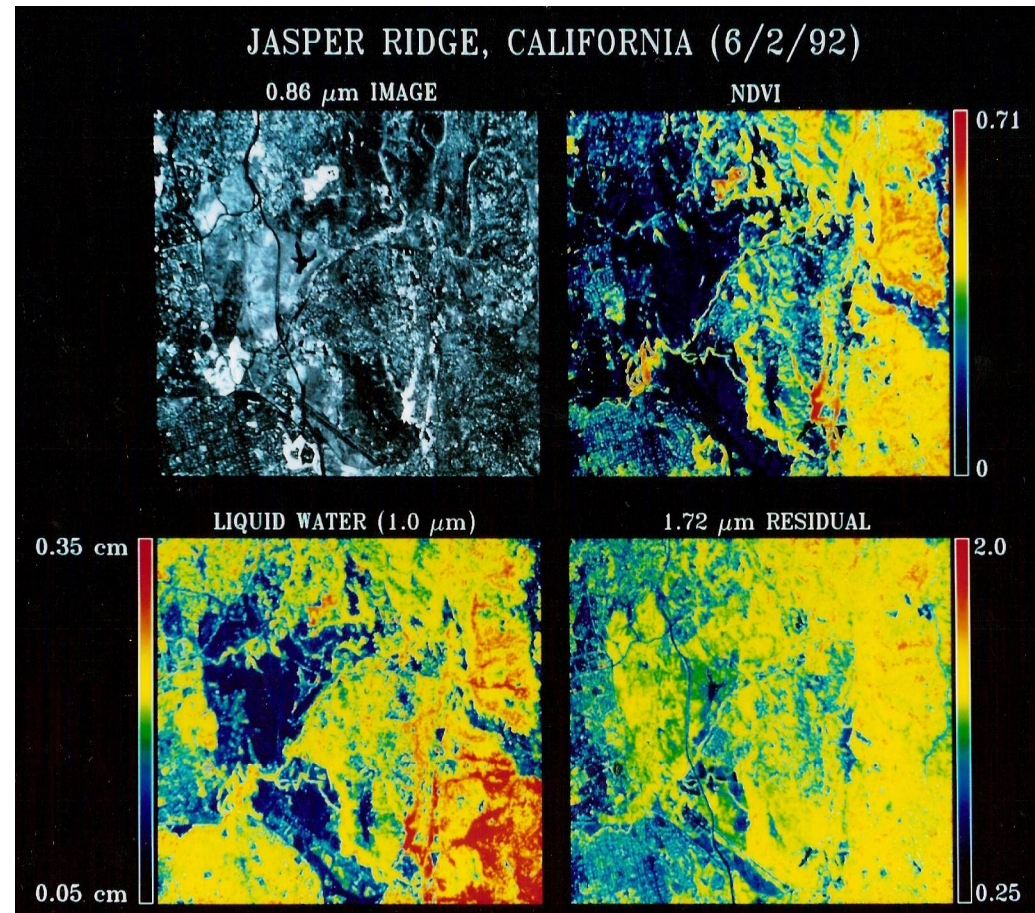 JASPER RIDGE, CALIFORNIA (6/2/92)
0.86 μm IMAGE
NDVI
0.71
0
LIQUID WATER (1.0 μm)
1.72 μm RESIDUAL
0.35 cm
2.0
0.05 cm
0.25